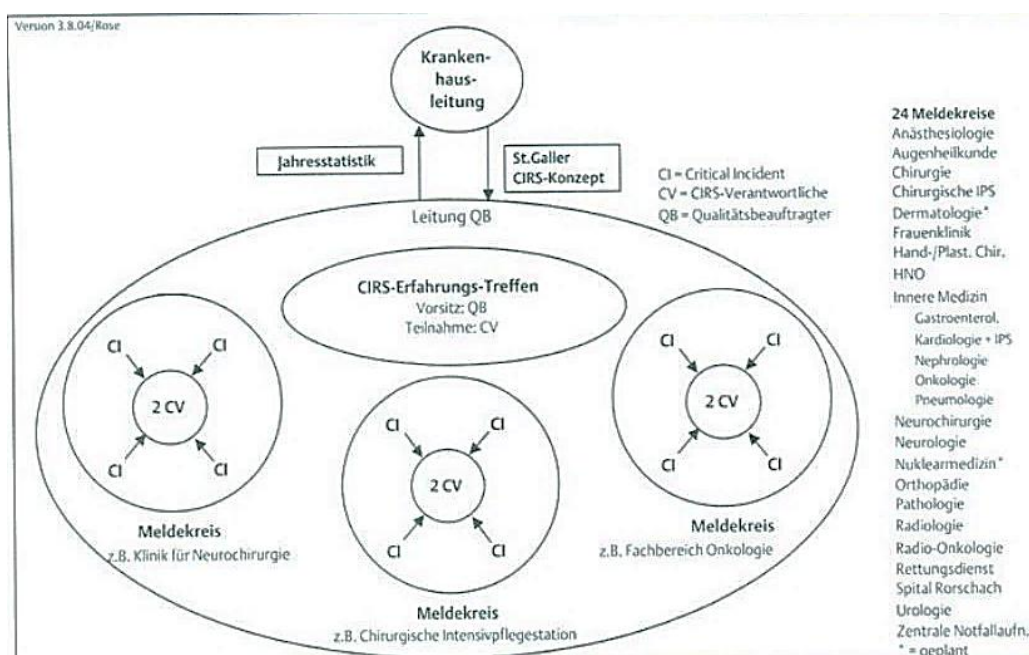 Version 3.8.04/Rose
Kranken-
haus-
leitung
Jahresstatistik
St.Galler
CIRS-Konzept
CI = Critical Incident
CV = CIRS-Verantwortliche
QB = Qualitätsbeauftragter
Leitung QB
CIRS-Erfahrungs-Treffen
Vorsitz: QB
Teilnahme: CV
CI
CI
2 CV
CI
CI
Meldekreis
z.B. Klinik für Neurochirurgie
CI
CI
2 CV
CI
CI
Meldekreis
z.B. Chirurgische Intensivpflegestation
CI
CI
2 CV
CI
CI
Meldekreis
z.B. Fachbereich Onkologie
24 Meldekreise
Anästhesiologie
Augenheilkunde
Chirurgie
Chirurgische IPS
Dermatologie*
Frauenklinik
Hand-/Plast. Chir.
HNO
Innere Medizin
Gastroenterol.
Kardiologie + IPS
Nephrologie
Onkologie
Pneumologie
Neurochirurgie
Neurologie
Nuklearmedizin*
Orthopädie
Pathologie
Radiologie
Radio-Onkologie
Rettungsdienst
Spital Rorschach
Urologie
Zentrale Notfallaufn.
* = geplant